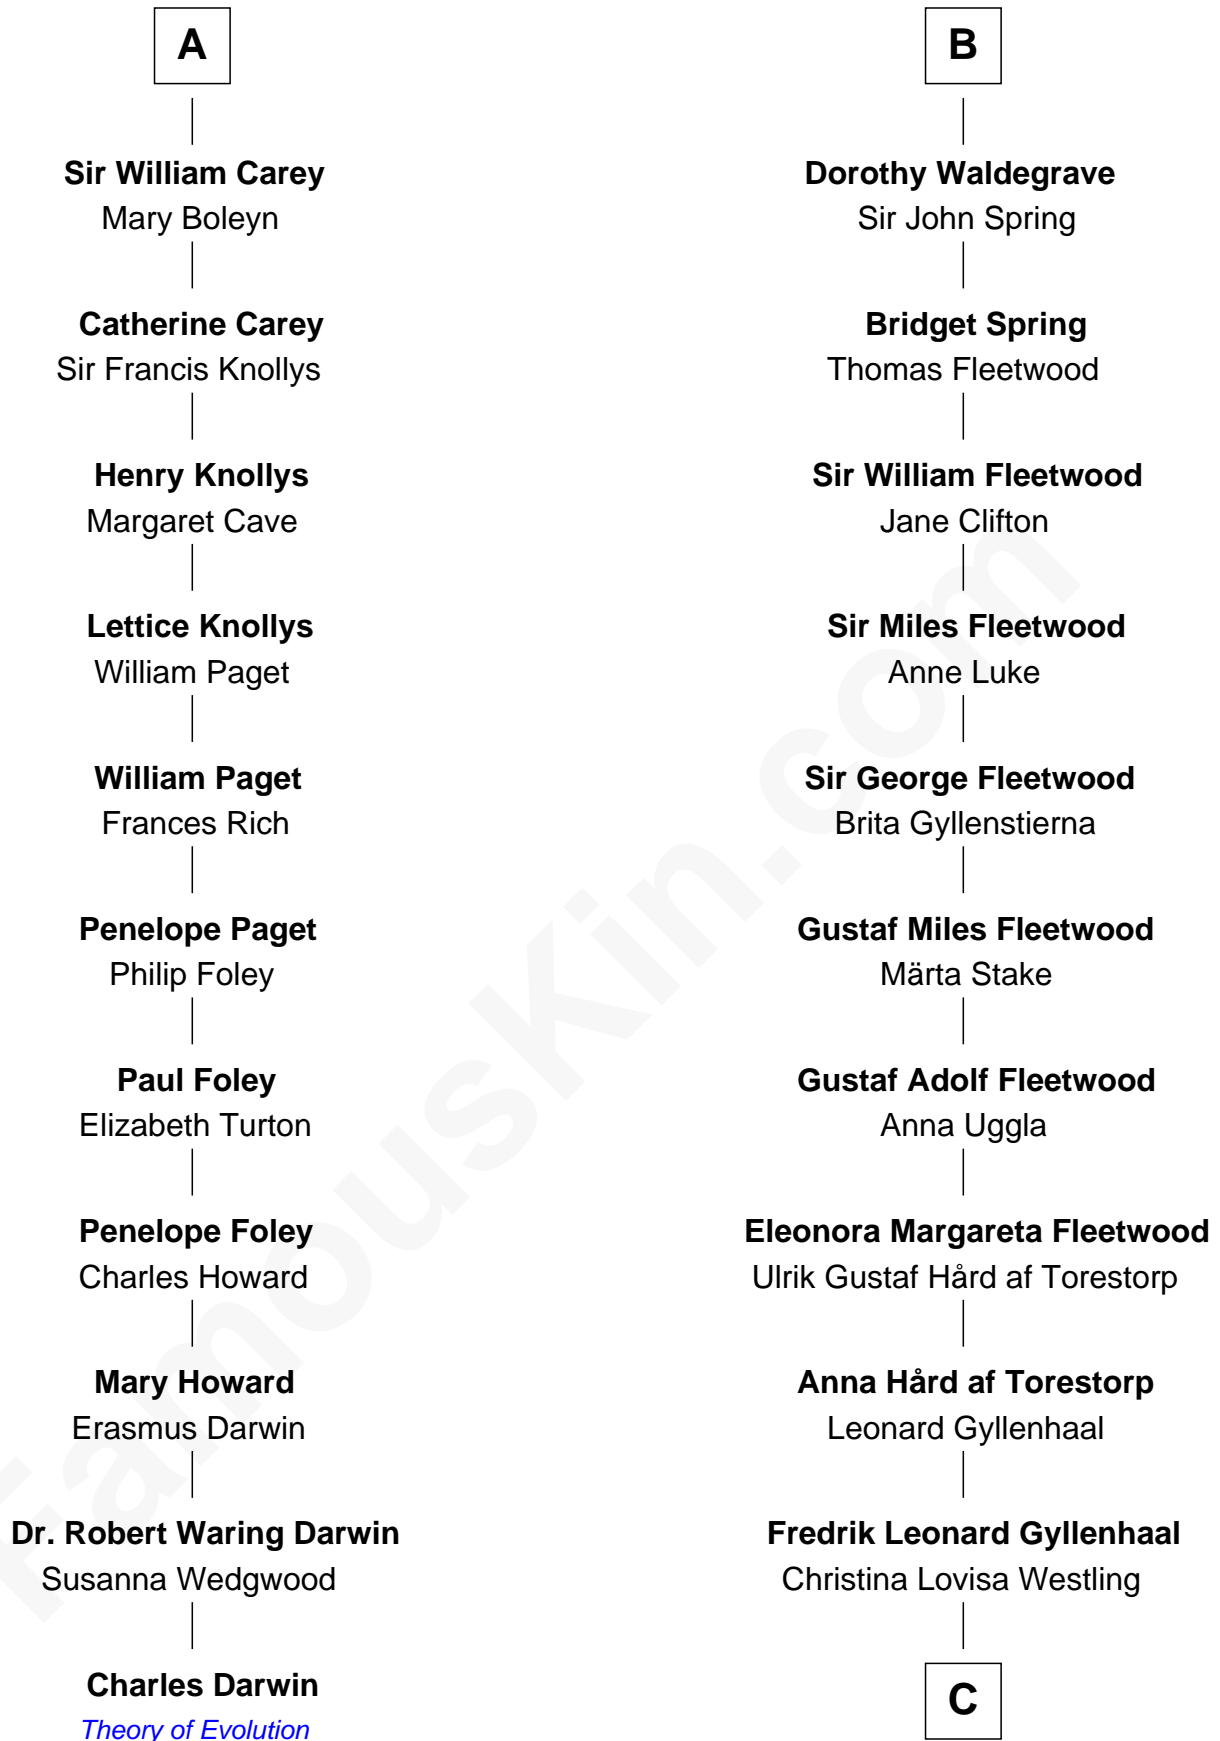 A
Sir William Carey
Mary Boleyn
Catherine Carey
Sir Francis Knollys
Henry Knollys
Margaret Cave
Lettice Knollys
William Paget
William Paget
Frances Rich
Penelope Paget
Philip Foley
Paul Foley
Elizabeth Turton
Penelope Foley
Charles Howard
Mary Howard
Erasmus Darwin
Dr. Robert Waring Darwin
Susanna Wedgwood
Charles Darwin
Theory of Evolution
B
Dorothy Waldegrave
Sir John Spring
Bridget Spring
Thomas Fleetwood
Sir William Fleetwood
Jane Clifton
Sir Miles Fleetwood
Anne Luke
Sir George Fleetwood
Brita Gyllenstierna
Gustaf Miles Fleetwood
Märta Stake
Gustaf Adolf Fleetwood
Anna Uggla
Eleonora Margareta Fleetwood
Ulrik Gustaf Hård af Torestorp
Anna Hård af Torestorp
Leonard Gyllenhaal
Fredrik Leonard Gyllenhaal
Christina Lovisa Westling
C
FamousKin.com